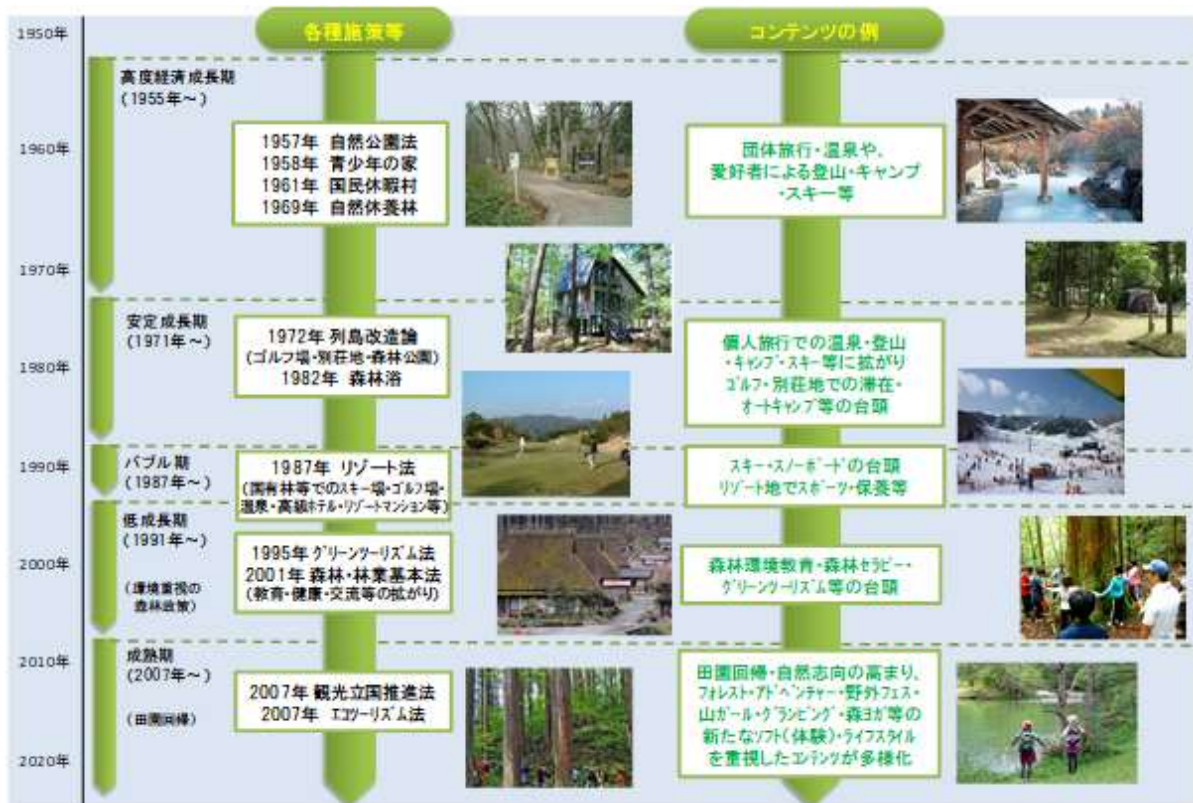 各種施策等
コンテンツの例
1950年
1960年
1970年
1980年
1990年
2000年
2010年
2020年
高度経済成長期
(1955年～)
1957年 自然公園法
1958年 青少年の家
1961年 国民休暇村
1969年 自然休養林
団体旅行・温泉や、
愛好者による登山・キャンプ
・スキー等
安定成長期
(1971年～)
1972年 列島改造論
(ゴルフ場・別荘地・森林公園)
1982年 森林浴
個人旅行での温泉・登山
・キャンプ・スキー等に拡がり
ゴルフ・別荘地での滞在・
オートキャンプ等の台頭
バブル期
(1987年～)
1987年 リゾート法
(国有林等でのスキー場・ゴルフ場・
温泉・高級ホテル・リゾートマンション等)
スキー・スノーボードの台頭
リゾート地でスポーツ・保養等
低成長期
(1991年～)
(環境重視の
森林政策)
1995年 グリーンツーリズム法
2001年 森林・林業基本法
(教育・健康・交流等の拡がり)
森林環境教育・森林セラピー・
グリーンツーリズム等の台頭
成熟期
(2007年～)
(田園回帰)
2007年 観光立国推進法
2007年 エコツーリズム法
田園回帰・自然志向の高まり、
フォレスト・アドベンチャー・野外フェス・
山ガール・グランピング・森ヨガ等の
新たなソフト(体験)・ライフスタイル
を重視したコンテンツが多様化